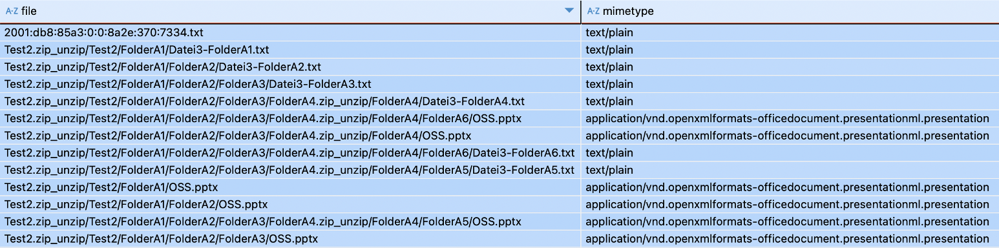 A-Z file A-Z mimetype
2001:db8:85a3:0:0:8a2e:370:7334.txt text/plain
Test2.zip_unzip/Test2/FolderA1/Datei3-FolderA1.txt text/plain
Test2.zip_unzip/Test2/FolderA1/FolderA2/Datei3-FolderA2.txt text/plain
Test2.zip_unzip/Test2/FolderA1/FolderA2/FolderA3/Datei3-FolderA3.txt text/plain
Test2.zip_unzip/Test2/FolderA1/FolderA2/FolderA3/FolderA4.zip_unzip/FolderA4/Datei3-FolderA4.txt text/plain
Test2.zip_unzip/Test2/FolderA1/FolderA2/FolderA3/FolderA4.zip_unzip/FolderA4/FolderA6/OSS.pptx application/vnd.openxmlformats-officedocument.presentationml.presentation
Test2.zip_unzip/Test2/FolderA1/FolderA2/FolderA3/FolderA4.zip_unzip/FolderA4/OSS.pptx application/vnd.openxmlformats-officedocument.presentationml.presentation
Test2.zip_unzip/Test2/FolderA1/FolderA2/FolderA3/FolderA4.zip_unzip/FolderA4/FolderA6/Datei3-FolderA6.txt text/plain
Test2.zip_unzip/Test2/FolderA1/FolderA2/FolderA3/FolderA4.zip_unzip/FolderA4/FolderA5/Datei3-FolderA5.txt text/plain
Test2.zip_unzip/Test2/FolderA1/OSS.pptx application/vnd.openxmlformats-officedocument.presentationml.presentation
Test2.zip_unzip/Test2/FolderA1/FolderA2/OSS.pptx application/vnd.openxmlformats-officedocument.presentationml.presentation
Test2.zip_unzip/Test2/FolderA1/FolderA2/FolderA3/FolderA4.zip_unzip/FolderA4/FolderA5/OSS.pptx application/vnd.openxmlformats-officedocument.presentationml.presentation
Test2.zip_unzip/Test2/FolderA1/FolderA2/FolderA3/OSS.pptx application/vnd.openxmlformats-officedocument.presentationml.presentation